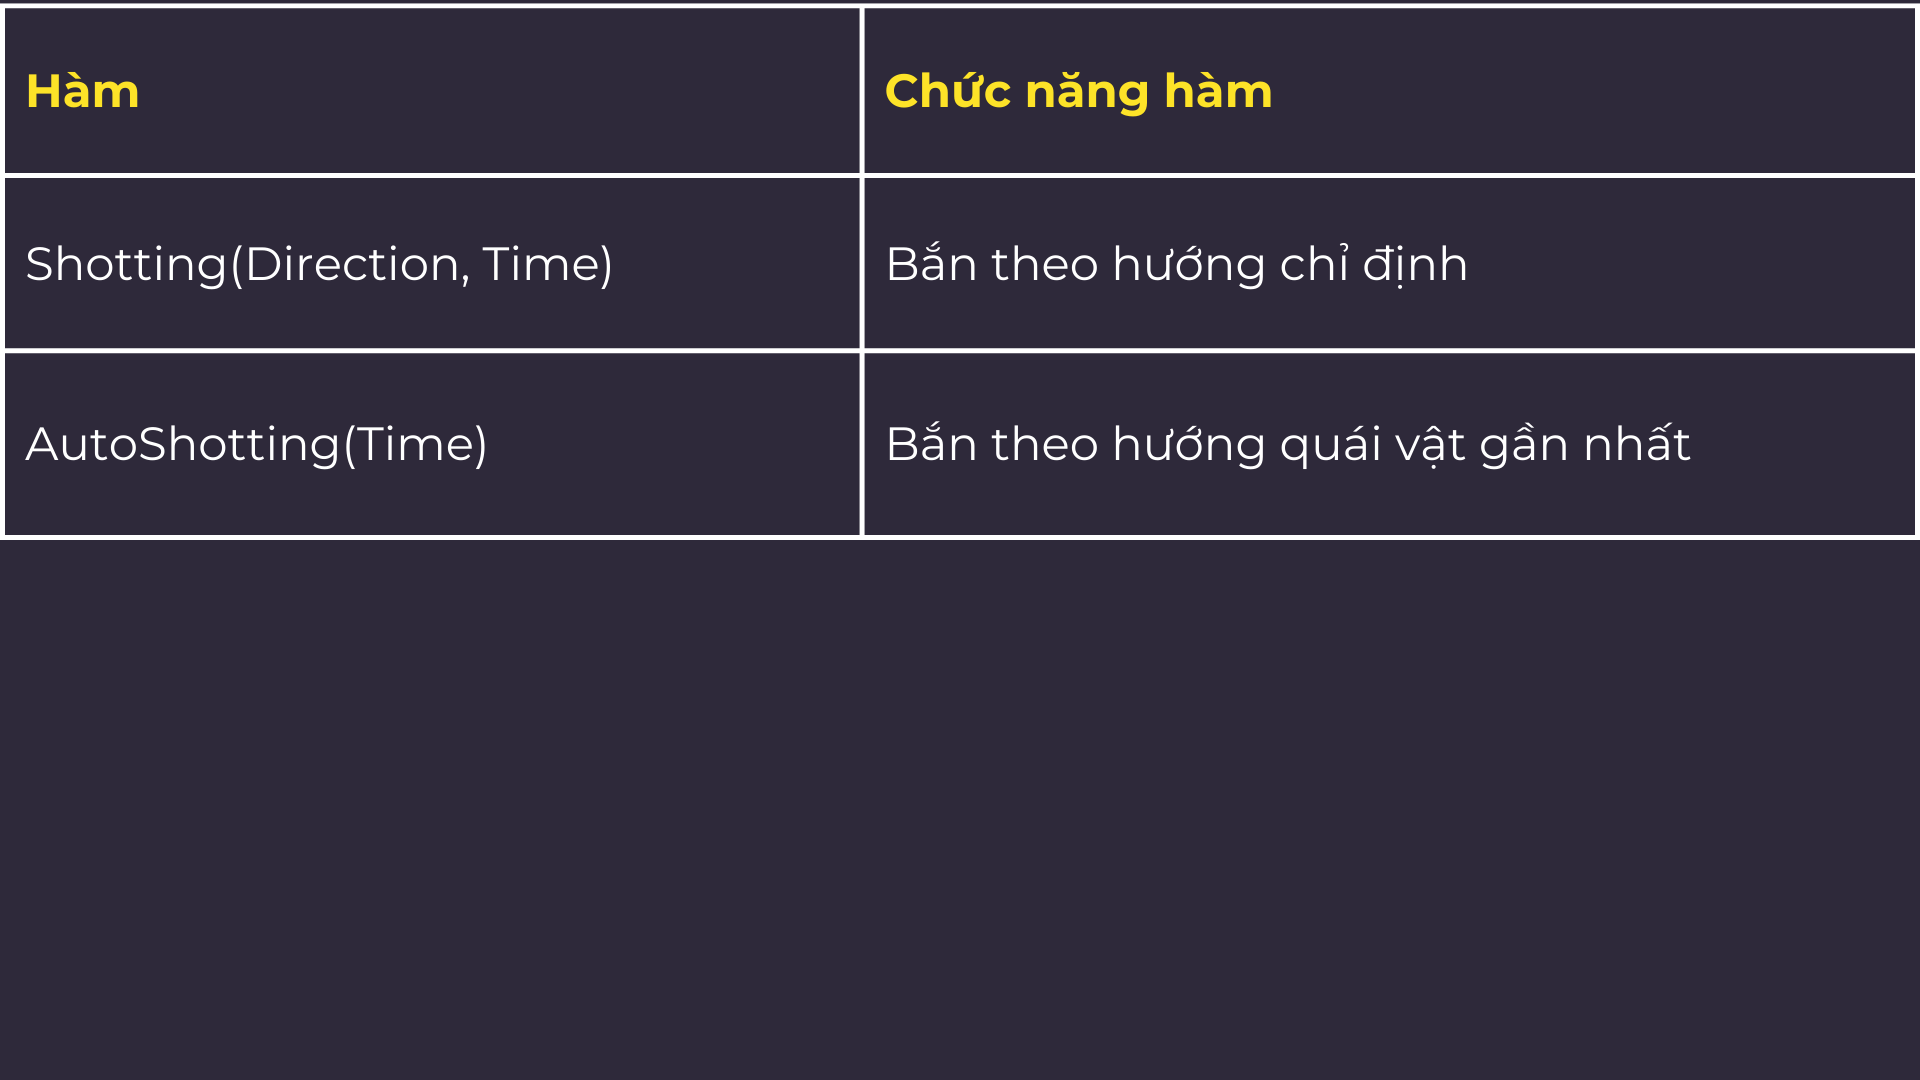 Hàm
Chức năng hàm
Shotting(Direction, Time)
Bắn theo hướng chỉ định
AutoShotting(Time)
Bắn theo hướng quái vật gần nhất